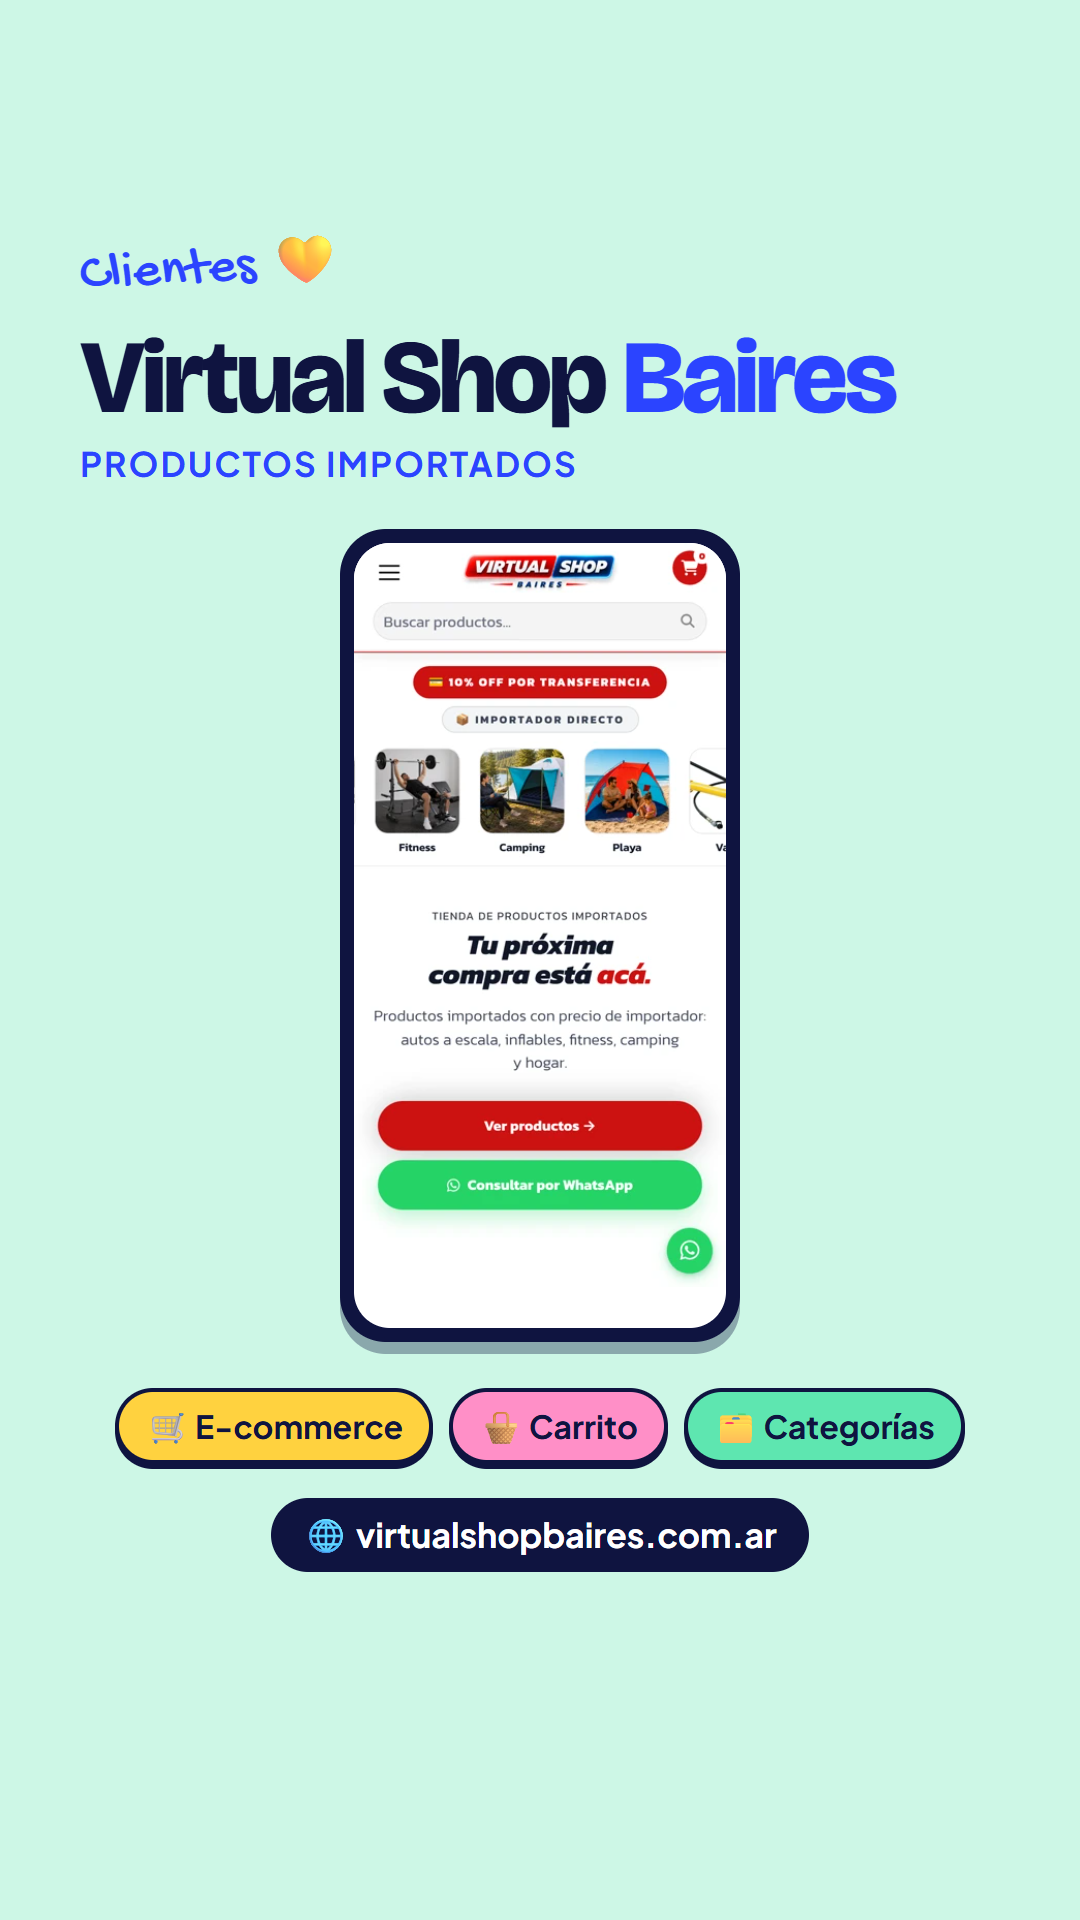 Clientes
Virtual Shop Baires
PRODUCTOS IMPORTADOS
VIRTUAL SHOP
BAIRES
0
Buscar productos...
10% OFF POR TRANSFERENCIA
IMPORTADOR DIRECTO
Fitness Camping Playa Va
TIENDA DE PRODUCTOS IMPORTADOS
Tu próxima
compra está acá.
Productos importados con precio de importador:
autos a escala, inflables, fitness, camping
y hogar.
Ver productos →
Consultar por WhatsApp
E-commerce Carrito Categorías
virtualshopbaires.com.ar